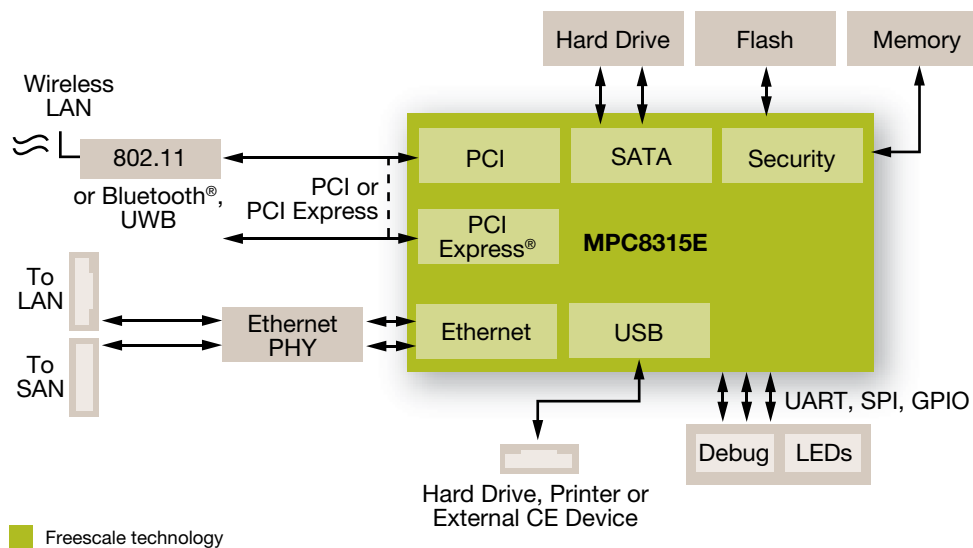 Hard Drive
Flash
Memory
Wireless
LAN
802.11
or Bluetooth®,
UWB
PCI or
PCI Express
PCI
SATA
Security
PCI
Express®
MPC8315E
To
LAN
To
SAN
Ethernet
PHY
Ethernet
USB
UART, SPI, GPIO
Debug
LEDs
Hard Drive, Printer or
External CE Device
Freescale technology